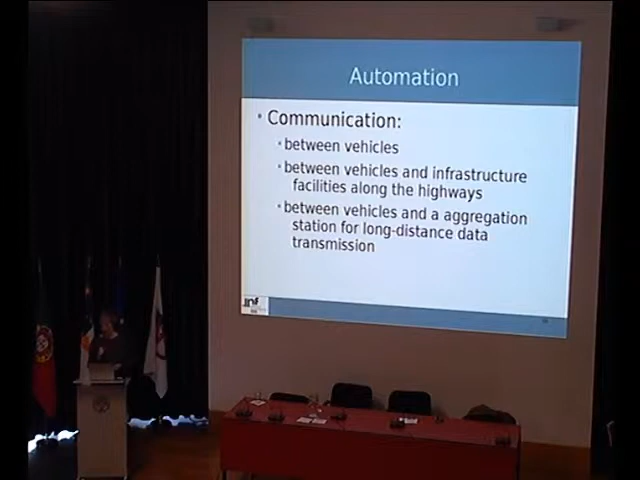 Automation
• Communication:
• between vehicles
• between vehicles and infrastructure
facilities along the highways
• between vehicles and a aggregation
station for long-distance data
transmission
inf